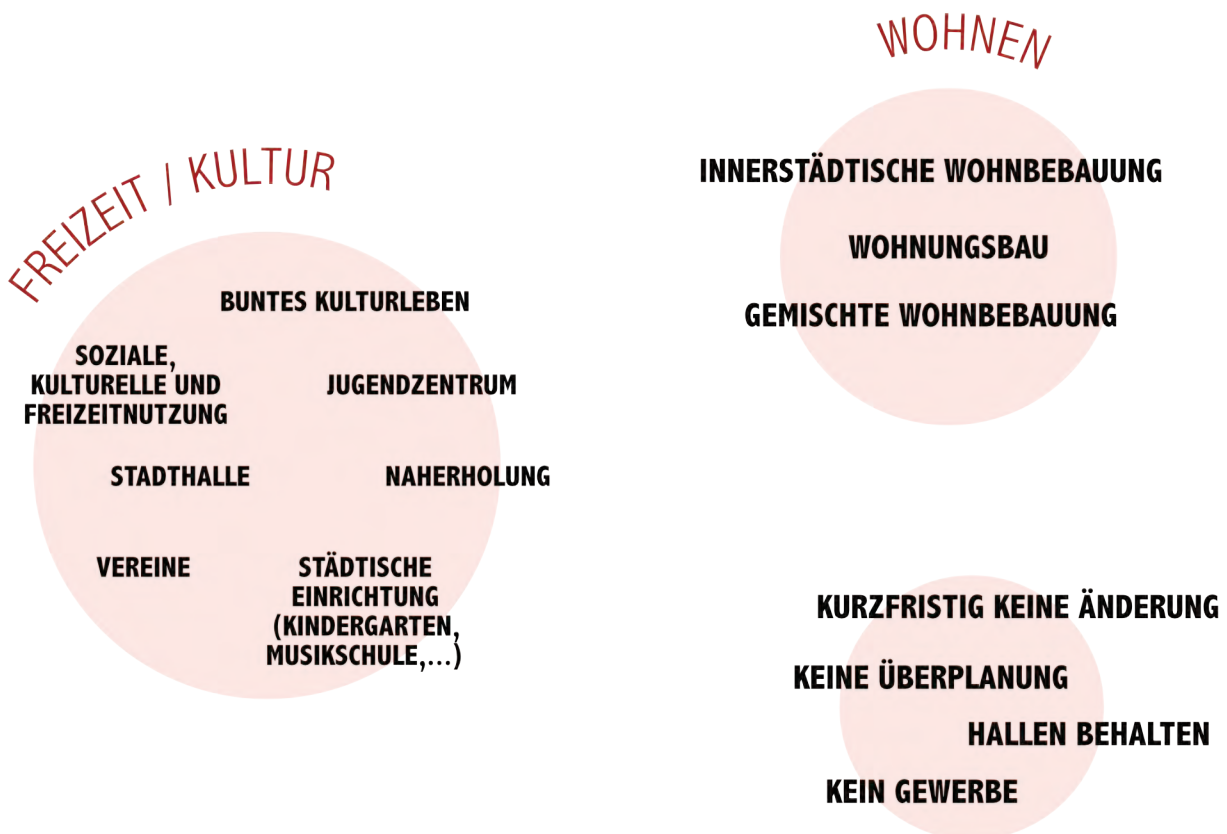 FREIZEIT / KULTUR
BUNTES KULTURLEBEN
SOZIALE,
KULTURELLE UND
FREIZEITNUTZUNG
JUGENDZENTRUM
STADTHALLE
NAHERHOLUNG
VEREINE
STÄDTISCHE
EINRICHTUNG
(KINDERGARTEN,
MUSIKSCHULE,...)
WOHNEN
INNERSTÄDTISCHE WOHNBEBAUUNG
WOHNUNGSBAU
GEMISCHTE WOHNBEBAUUNG
KURZFRISTIG KEINE ÄNDERUNG
KEINE ÜBERPLANUNG
HALLEN BEHALTEN
KEIN GEWERBE